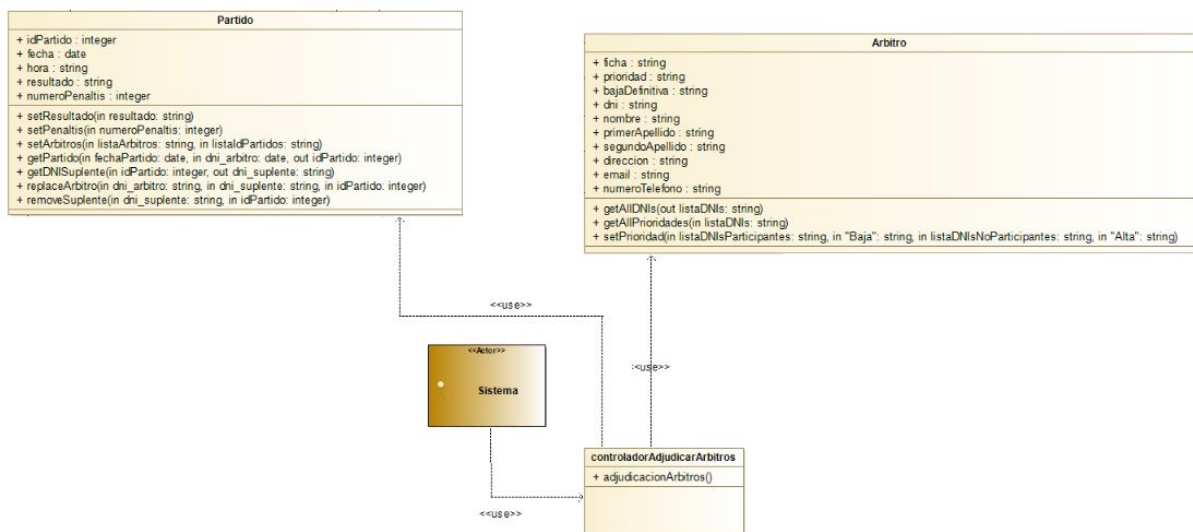 Partido
+ idPartido : integer
+ fecha : date
+ hora : string
+ resultado : string
+ numeroPenaltis : integer
+ setResultado(in resultado: string)
+ setPenaltis(in numeroPenaltis: integer)
+ setArbitros(in listaArbitros: string, in listaIdPartidos: string)
+ getPartido(in fechaPartido: date, in dni_arbitro: date, out idPartido: integer)
+ getDNISuplente(in idPartido: integer, out dni_suplente: string)
+ replaceArbitro(in dni_arbitro: string, in dni_suplente: string, in idPartido: integer)
+ removeSuplente(in dni_suplente: string, in idPartido: integer)
Arbitro
+ ficha : string
+ prioridad : string
+ bajaDefinitiva : string
+ dni : string
+ nombre : string
+ primerApellido : string
+ segundoApellido : string
+ direccion : string
+ email : string
+ numeroTelefono : string
+ getAllDNIs(out listaDNIs: string)
+ getAllPrioridades(in listaDNIs: string)
+ setPrioridad(in listaDNIsParticipantes: string, in "Baja": string, in listaDNIsNoParticipantes: string, in "Alta": string)
<<use>>
<<Actor>>
Sistema
<<use>>
controladorAdjudicarArbitros
+ adjudicacionArbitros()
<<use>>